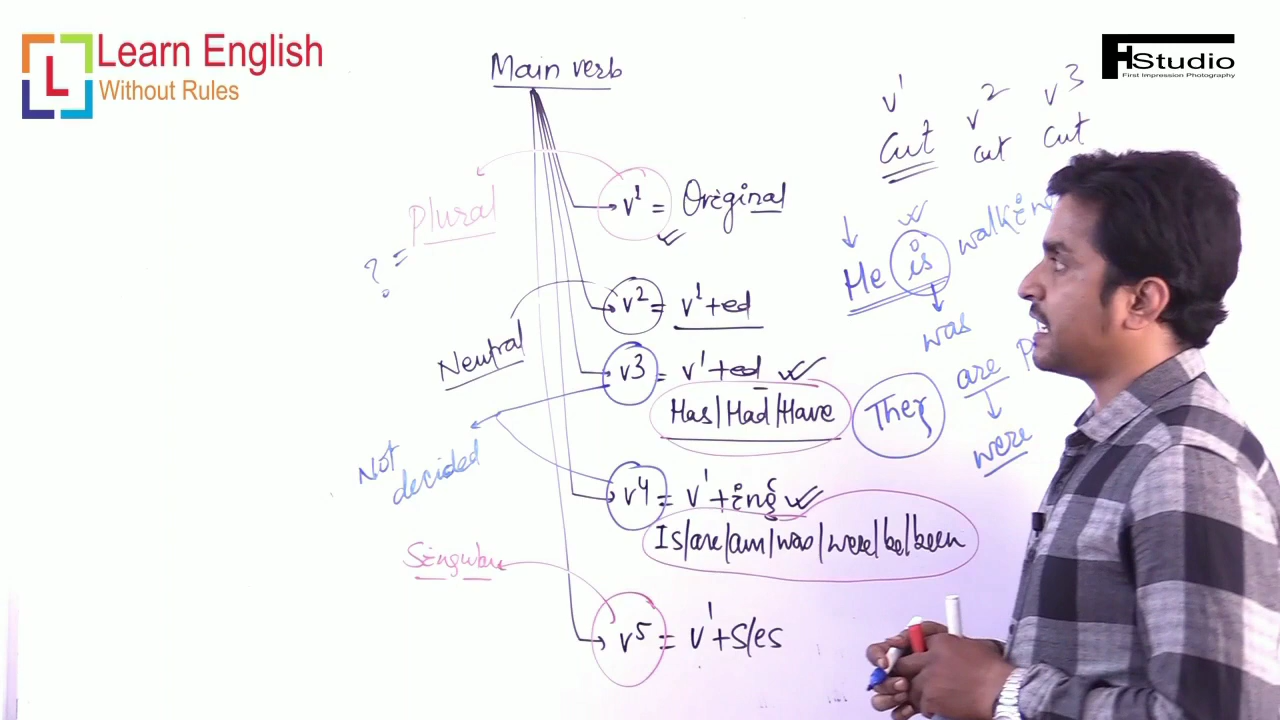 Learn English
Without Rules
L
FH Studio
First Impression Photography
Main verb
v1 v2 v3
cut cut cut
Plural
? =
v1 = Original
He is walking
was
v2 = v1+ed
Neutral
v3 = v1+ed
Has/Had/Have
They are
were
Not
decided
v4 = v1+ing
Is/are/am/was/were/be/been
Singular
v5 = v1+s/es